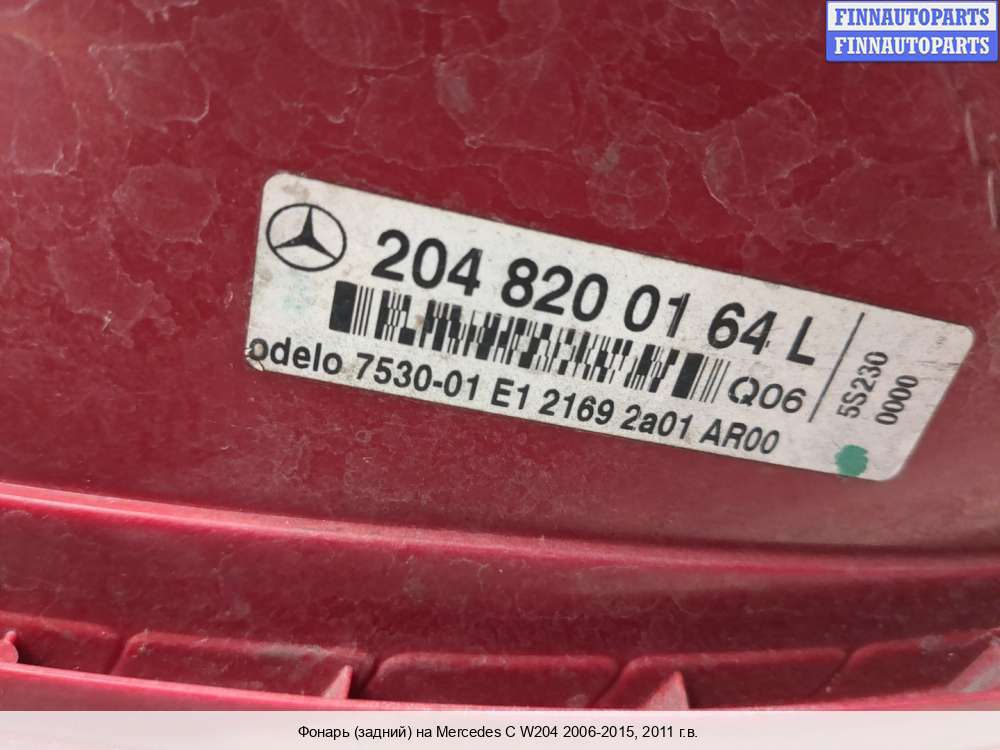 FINNAUTOPARTS
FINNAUTOPARTS
204 820 01 64 L
Q06
odelo 7530-01 E1 2169 2a01 AR00
5S230
0000
Фонарь (задний) на Mercedes C W204 2006-2015, 2011 г.в.